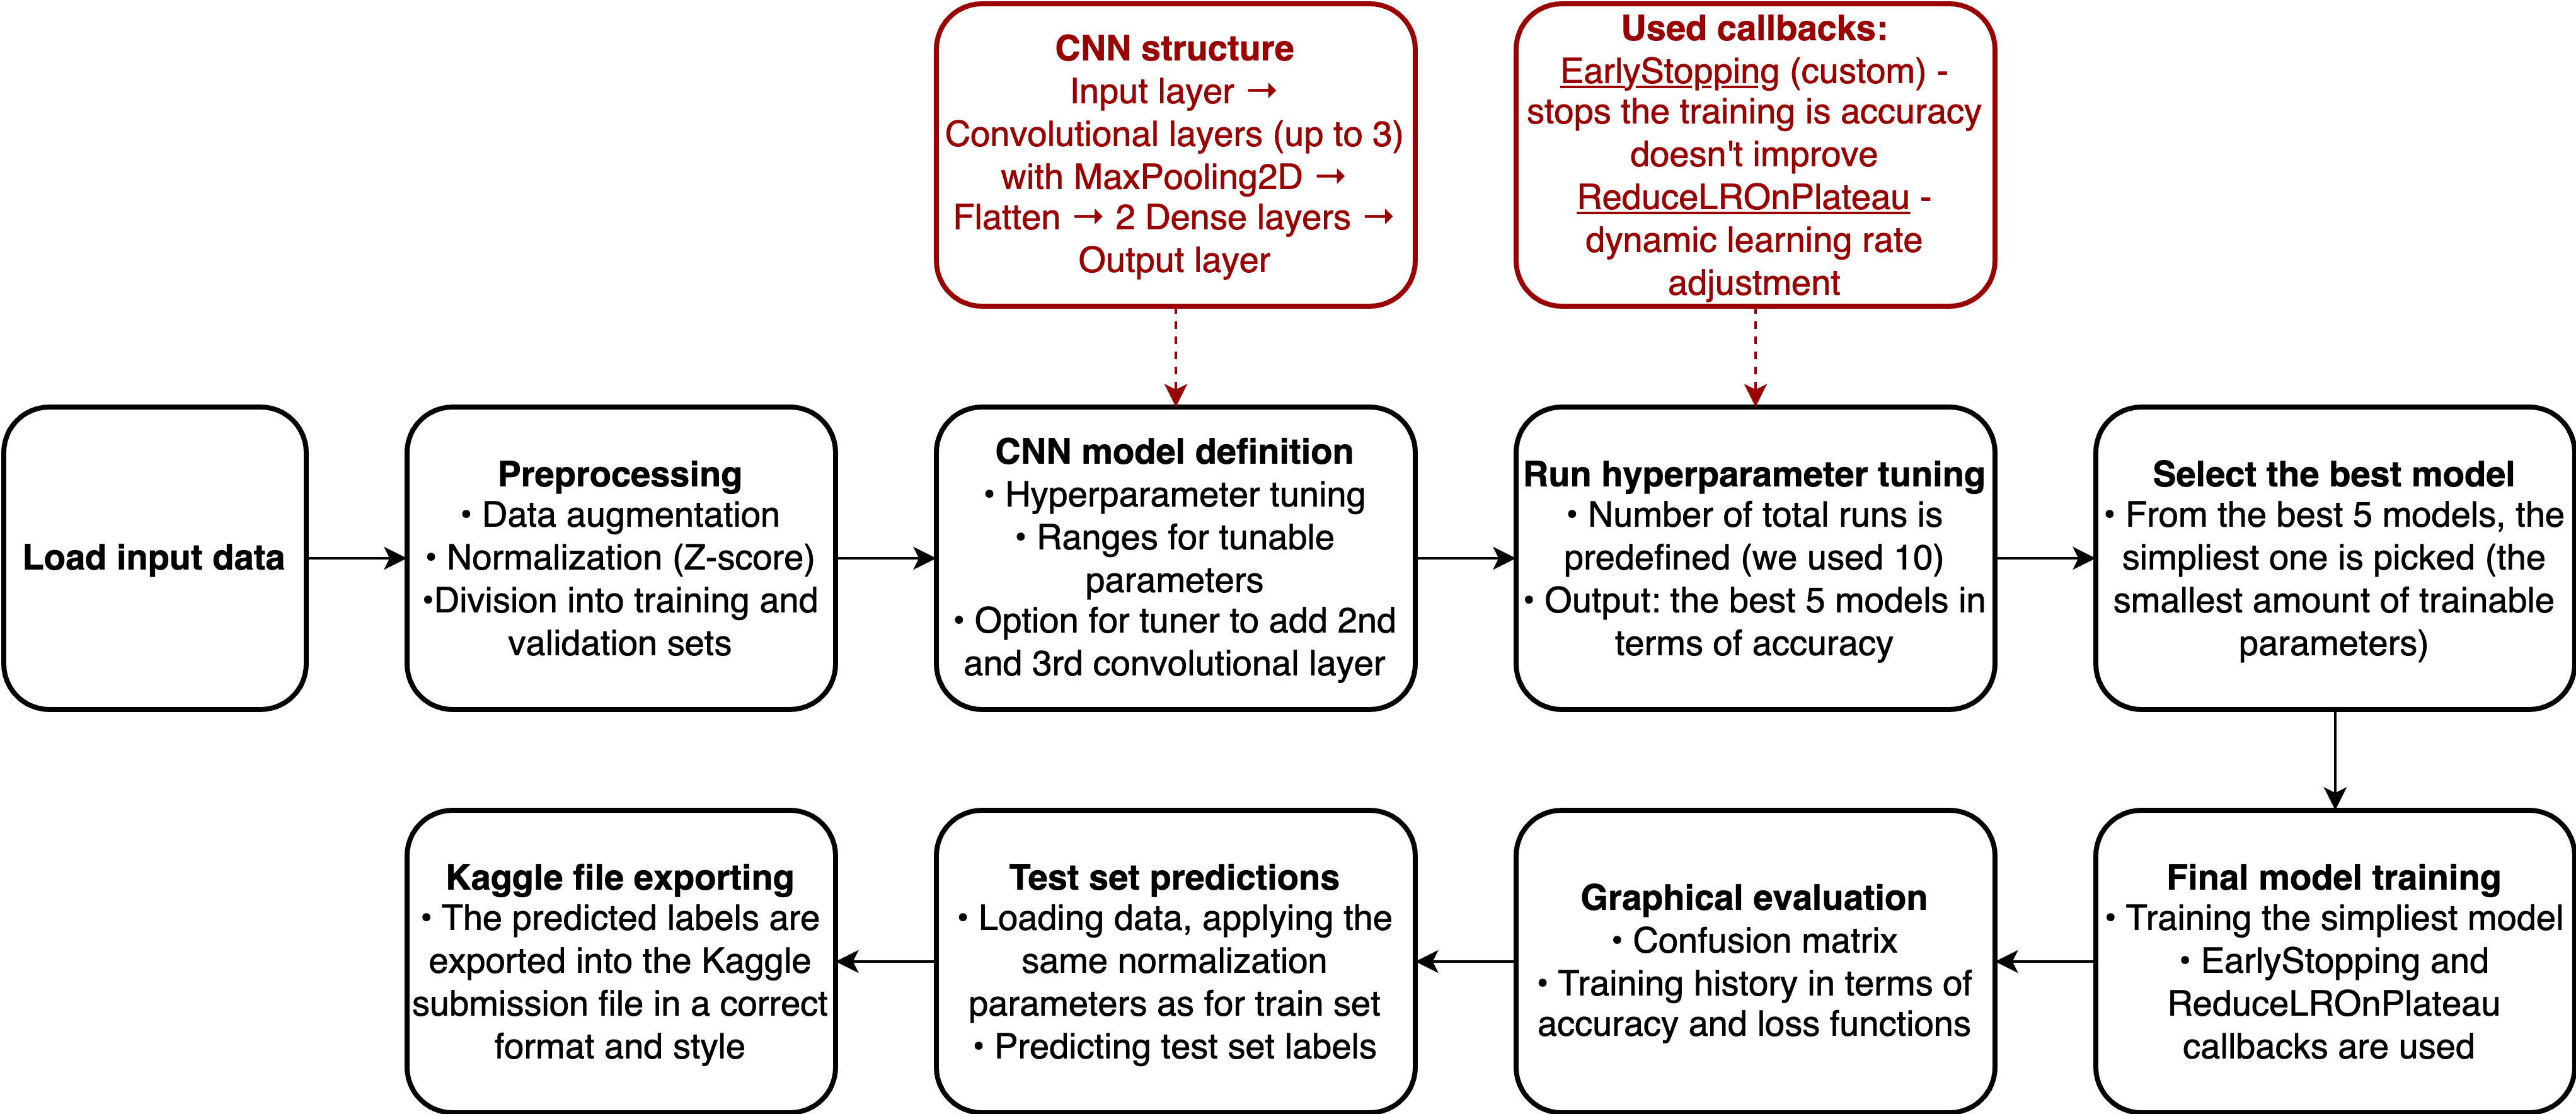 CNN structure
Input layer →
Convolutional layers (up to 3)
with MaxPooling2D →
Flatten → 2 Dense layers →
Output layer
Used callbacks:
EarlyStopping (custom) -
stops the training is accuracy
doesn't improve
ReduceLROnPlateau -
dynamic learning rate
adjustment
Load input data
Preprocessing
• Data augmentation
• Normalization (Z-score)
•Division into training and
validation sets
CNN model definition
• Hyperparameter tuning
• Ranges for tunable
parameters
• Option for tuner to add 2nd
and 3rd convolutional layer
Run hyperparameter tuning
• Number of total runs is
predefined (we used 10)
• Output: the best 5 models in
terms of accuracy
Select the best model
• From the best 5 models, the
simpliest one is picked (the
smallest amount of trainable
parameters)
Kaggle file exporting
• The predicted labels are
exported into the Kaggle
submission file in a correct
format and style
Test set predictions
• Loading data, applying the
same normalization
parameters as for train set
• Predicting test set labels
Graphical evaluation
• Confusion matrix
• Training history in terms of
accuracy and loss functions
Final model training
• Training the simpliest model
• EarlyStopping and
ReduceLROnPlateau
callbacks are used